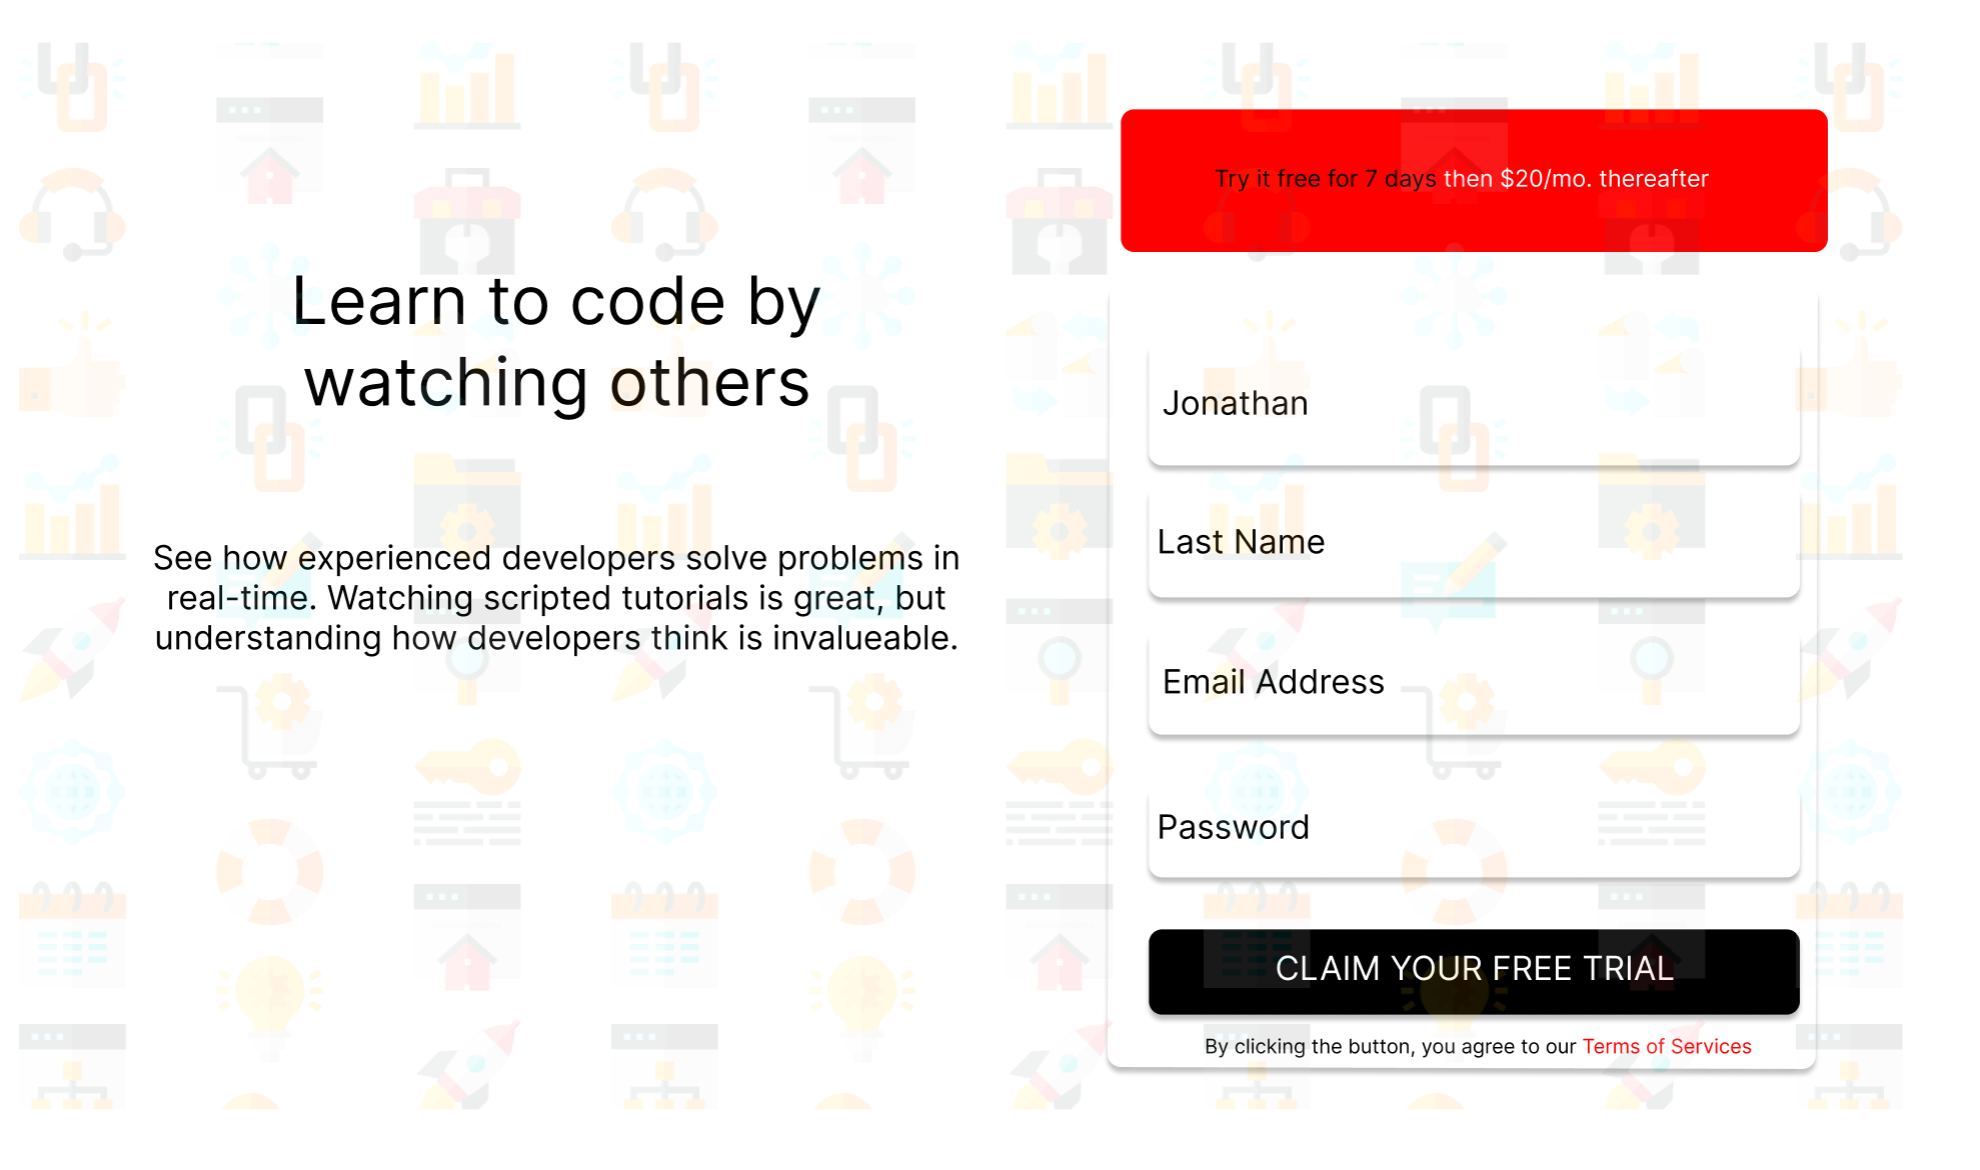 Learn to code by
watching others
See how experienced developers solve problems in
real-time. Watching scripted tutorials is great, but
understanding how developers think is invalueable.
Try it free for 7 days then $20/mo. thereafter
Jonathan
Last Name
Email Address
Password
CLAIM YOUR FREE TRIAL
By clicking the button, you agree to our Terms of Services